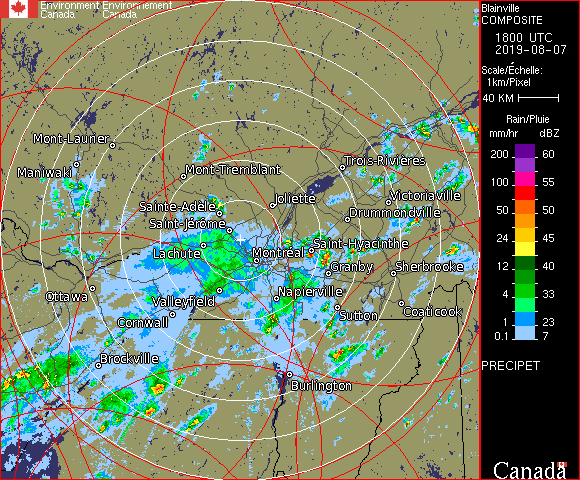 Environment Environnement
Canada Canada
Blainville
COMPOSITE
1800 UTC
2019-08-07
Scale/Échelle:
1km/Pixel
40 KM
Rain/Pluie
mm/hr dBZ
200 60
100 55
50 50
24 45
12 40
4 33
1 23
0.1 7
PRECIPET
Mont-Laurier
Maniwaki
Mont-Tremblant
Trois-Rivières
Sainte-Adèle
Joliette
Victoriaville
Drummondville
Saint-Jérôme
Lachute
Montréal
Saint-Hyacinthe
Granby
Sherbrooke
Ottawa
Valleyfield
Napierville
Cornwall
Sutton
Coaticook
Brockville
Burlington
Canada